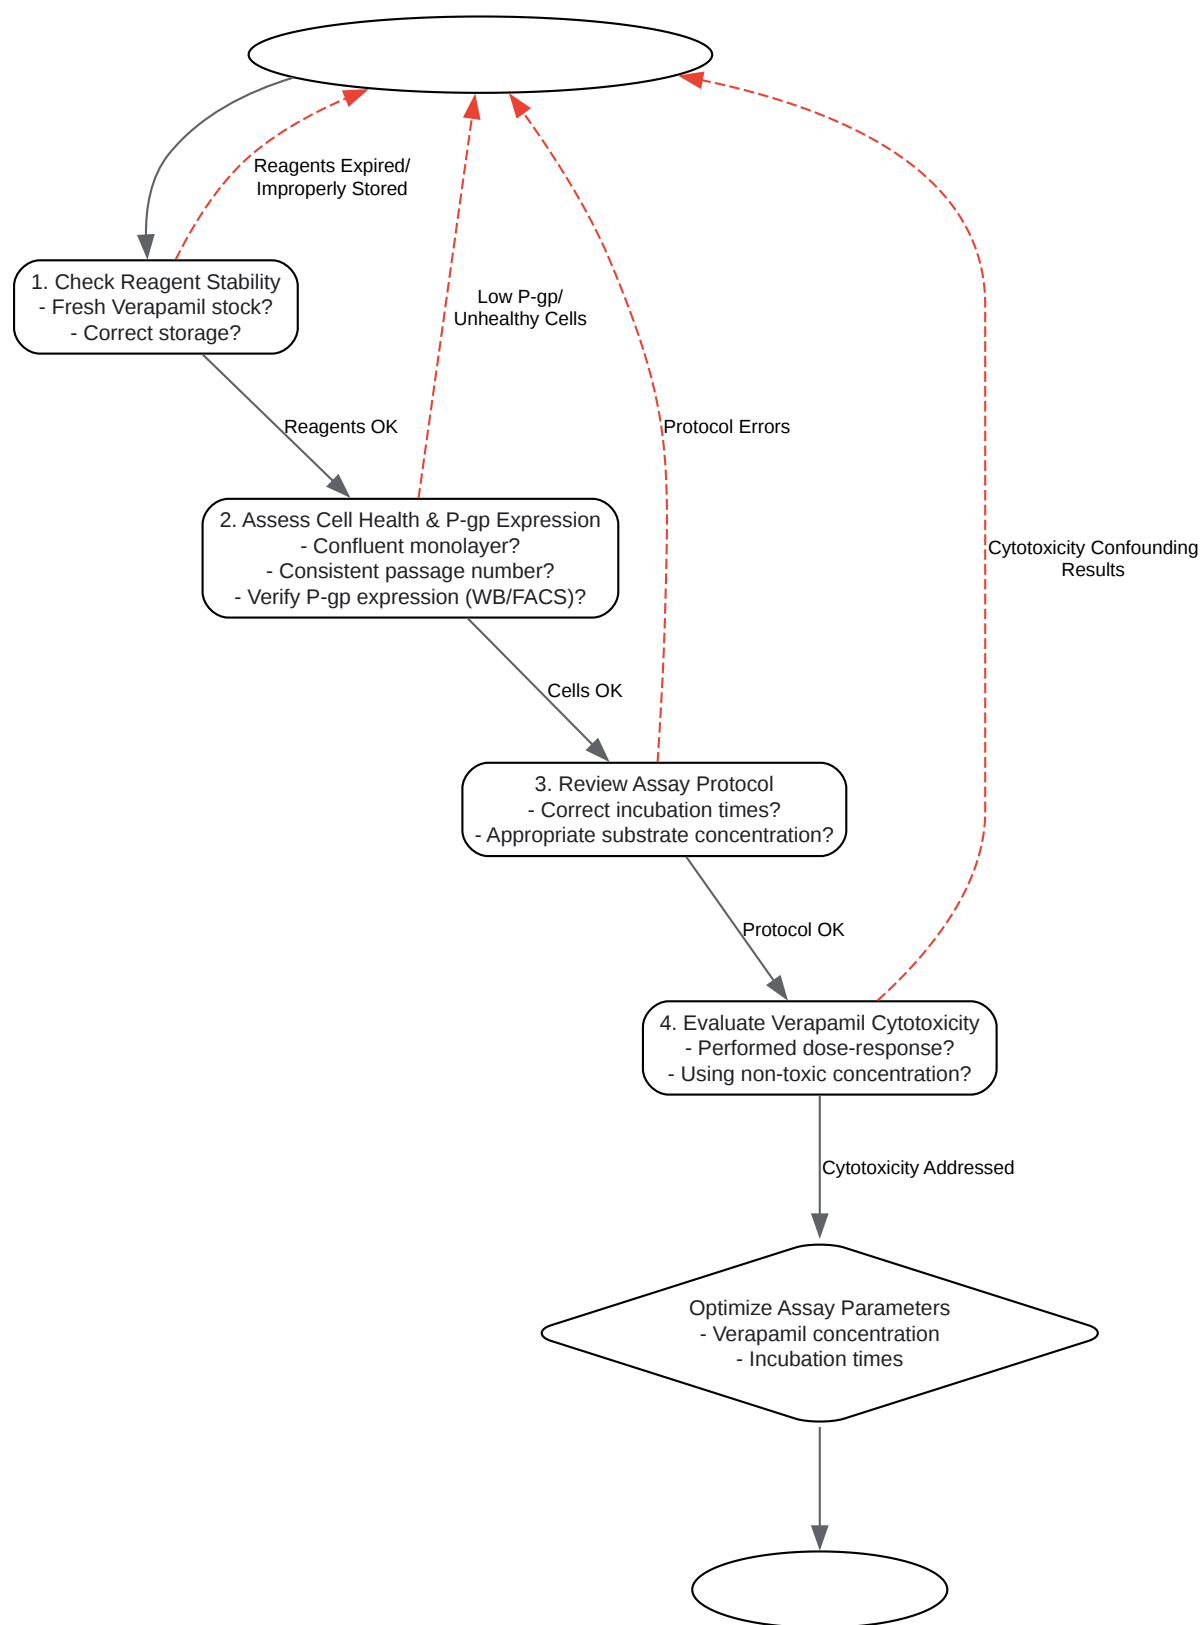 Reagents Expired/
Improperly Stored
1. Check Reagent Stability
- Fresh Verapamil stock?
- Correct storage?
Low P-gp/
Unhealthy Cells
Reagents OK
Protocol Errors
2. Assess Cell Health & P-gp Expression
- Confluent monolayer?
- Consistent passage number?
- Verify P-gp expression (WB/FACS)?
Cytotoxicity Confounding
Results
Cells OK
3. Review Assay Protocol
- Correct incubation times?
- Appropriate substrate concentration?
Protocol OK
4. Evaluate Verapamil Cytotoxicity
- Performed dose-response?
- Using non-toxic concentration?
Cytotoxicity Addressed
Optimize Assay Parameters
- Verapamil concentration
- Incubation times